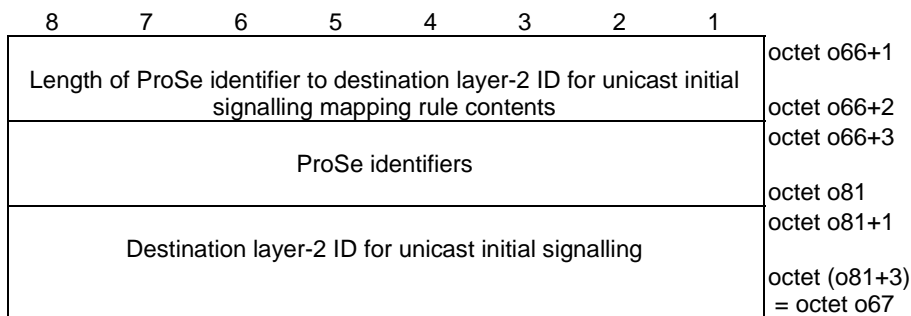 8 7 6 5 4 3 2 1
Length of ProSe identifier to destination layer-2 ID for unicast initial
signalling mapping rule contents
octet o66+1
octet o66+2
ProSe identifiers
octet o66+3
octet o81
Destination layer-2 ID for unicast initial signalling
octet o81+1
octet (o81+3)
= octet o67